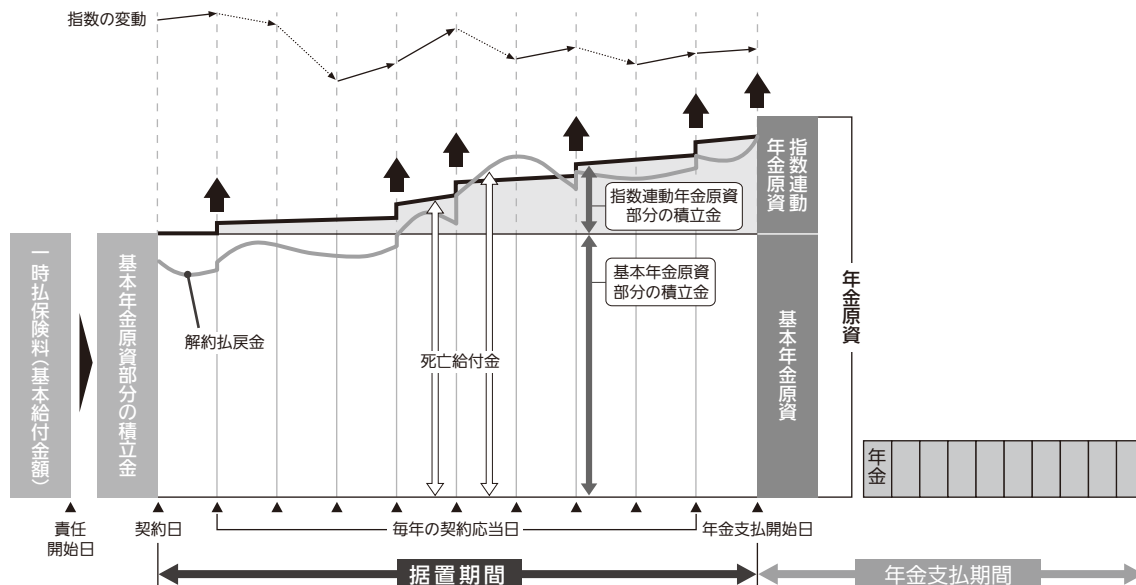 指数の変動
指数連動
年金原資
指数連動年金原資
部分の積立金
基本年金原資
部分の積立金
一時払保険料(基本給付金額)
基本年金原資部分の積立金
解約払戻金
死亡給付金
基本年金原資
年金原資
年金
責任
開始日
契約日
毎年の契約応当日
年金支払開始日
据置期間
年金支払期間